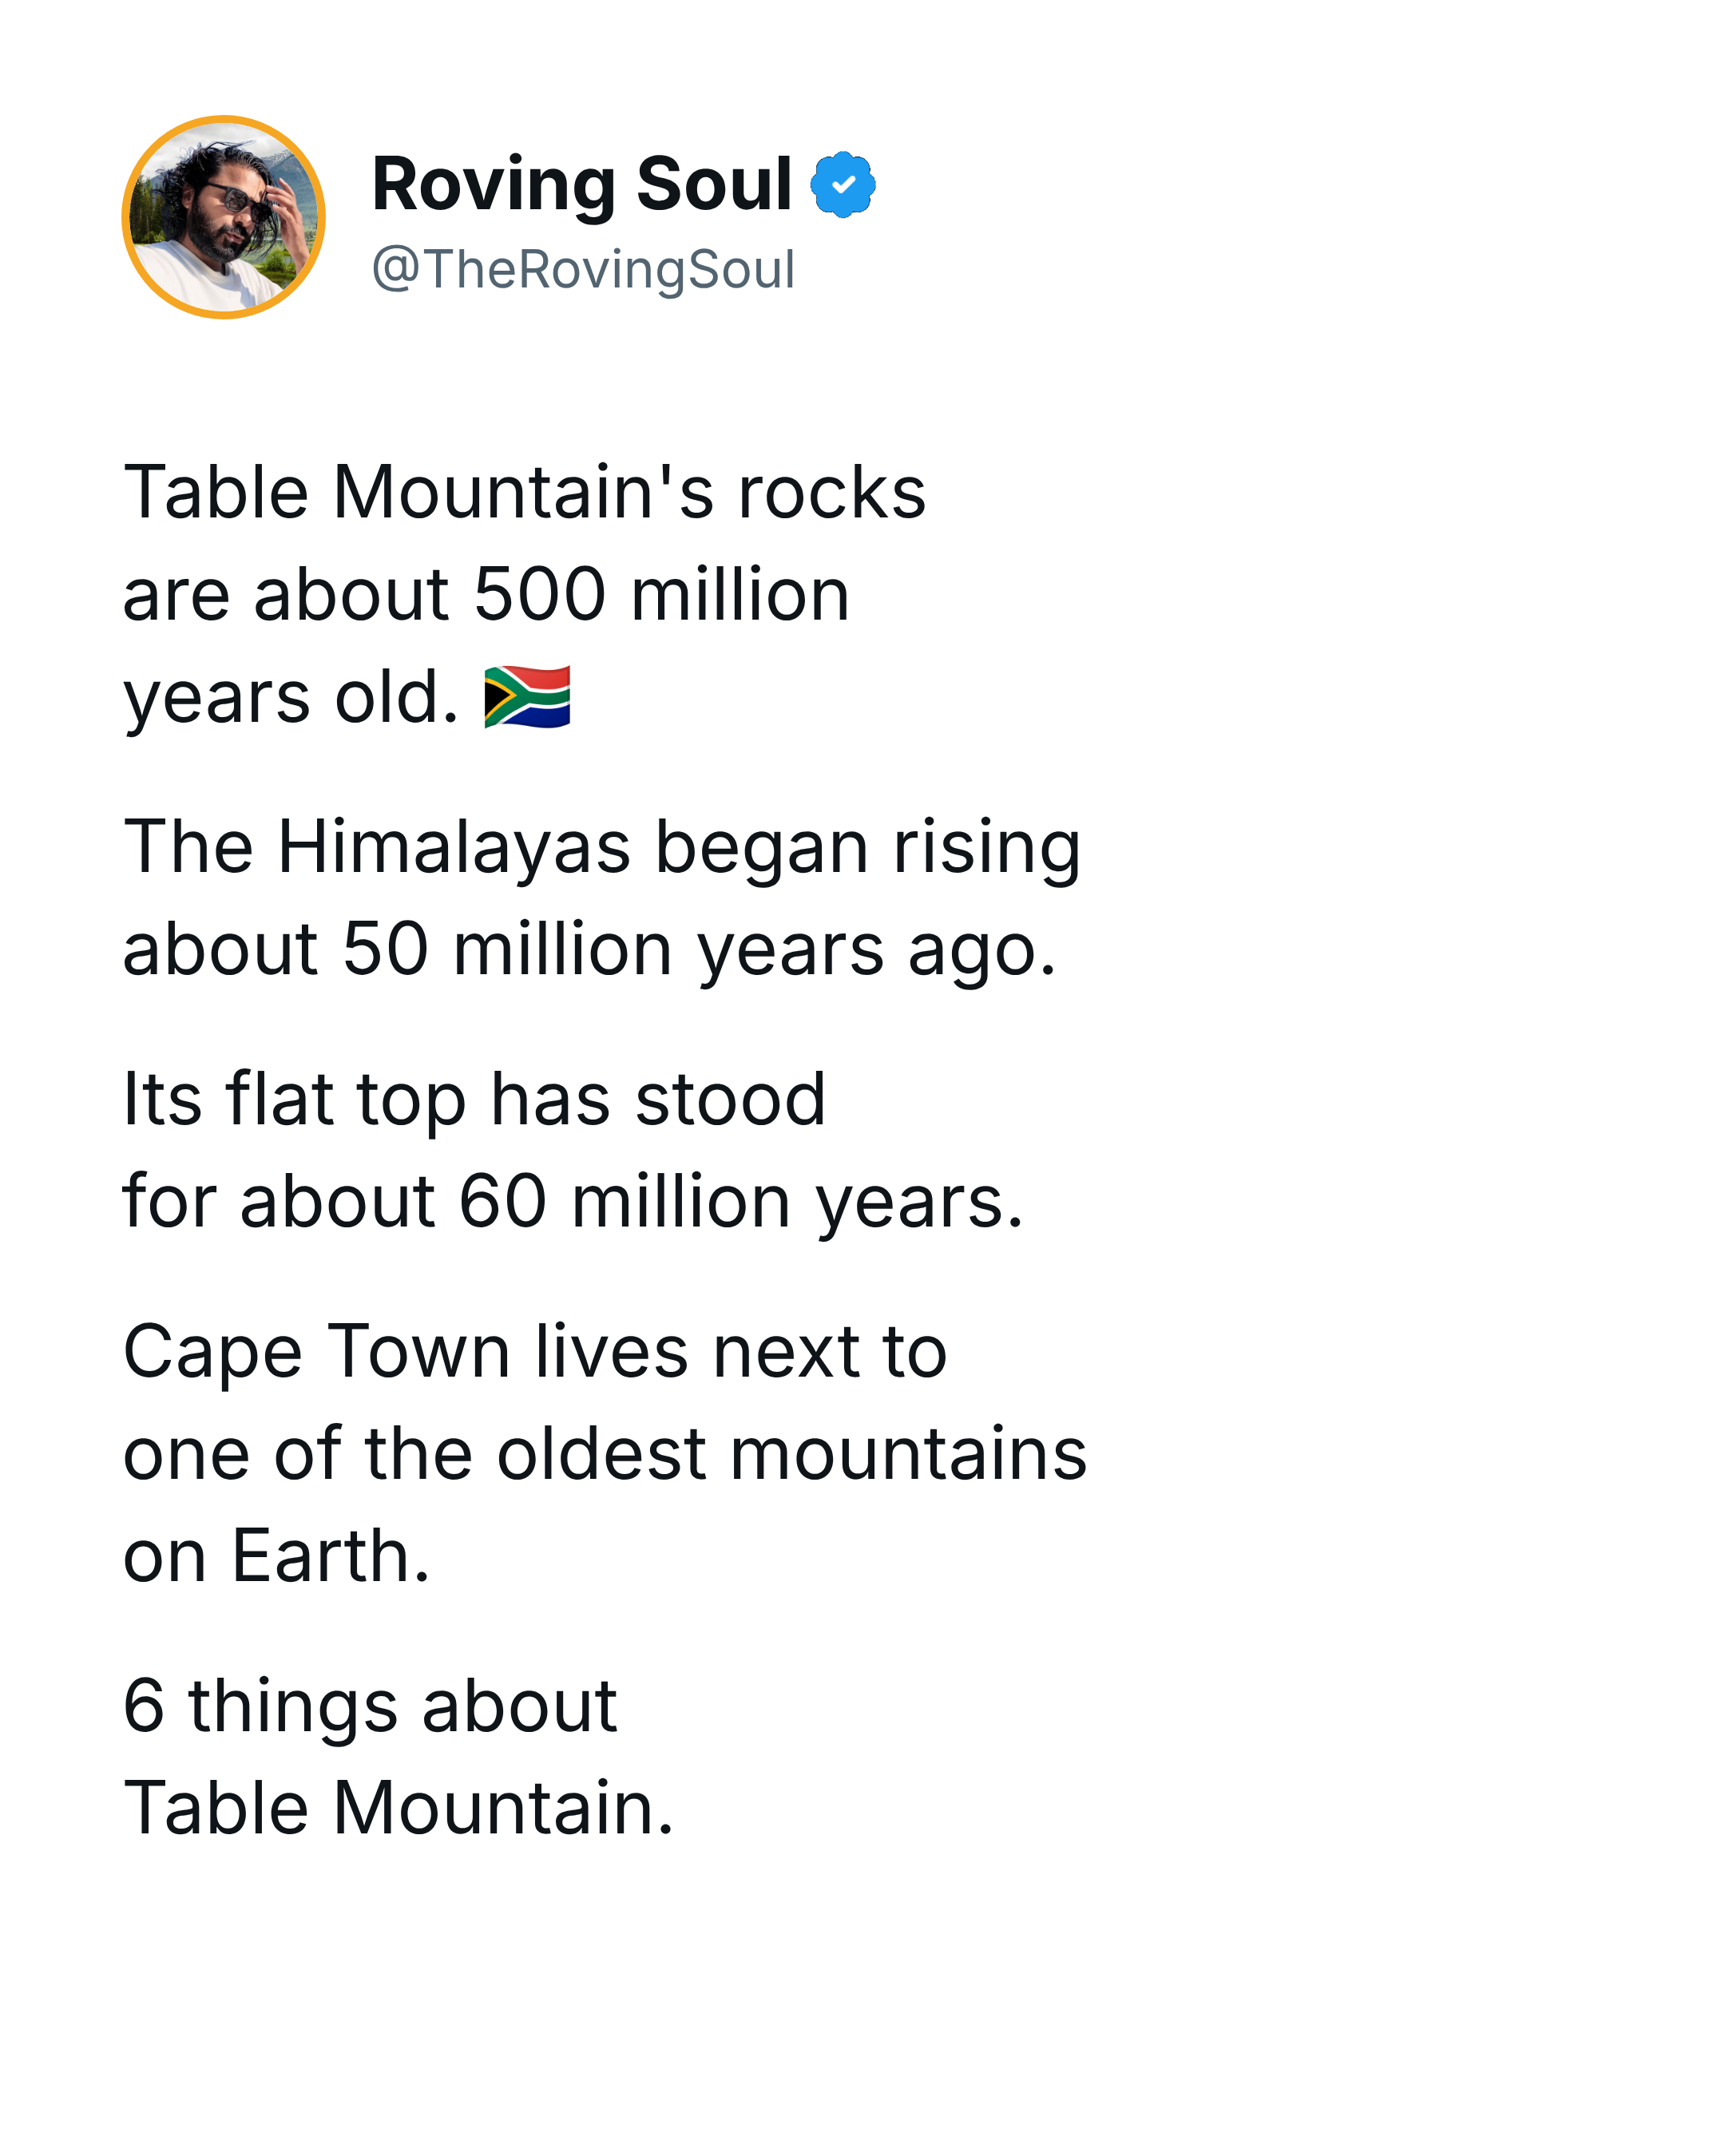 Roving Soul
@TheRovingSoul
Table Mountain's rocks
are about 500 million
years old. 🇿🇦
The Himalayas began rising
about 50 million years ago.
Its flat top has stood
for about 60 million years.
Cape Town lives next to
one of the oldest mountains
on Earth.
6 things about
Table Mountain.